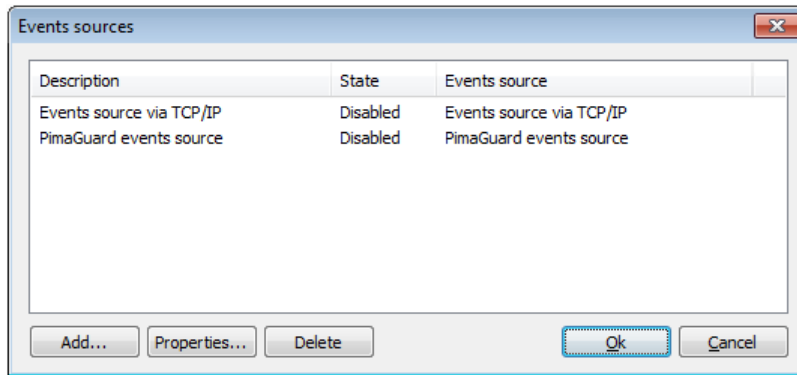 Events sources
Description State Events source
Events source via TCP/IP Disabled Events source via TCP/IP
PimaGuard events source Disabled PimaGuard events source
Add... Properties... Delete Ok Cancel